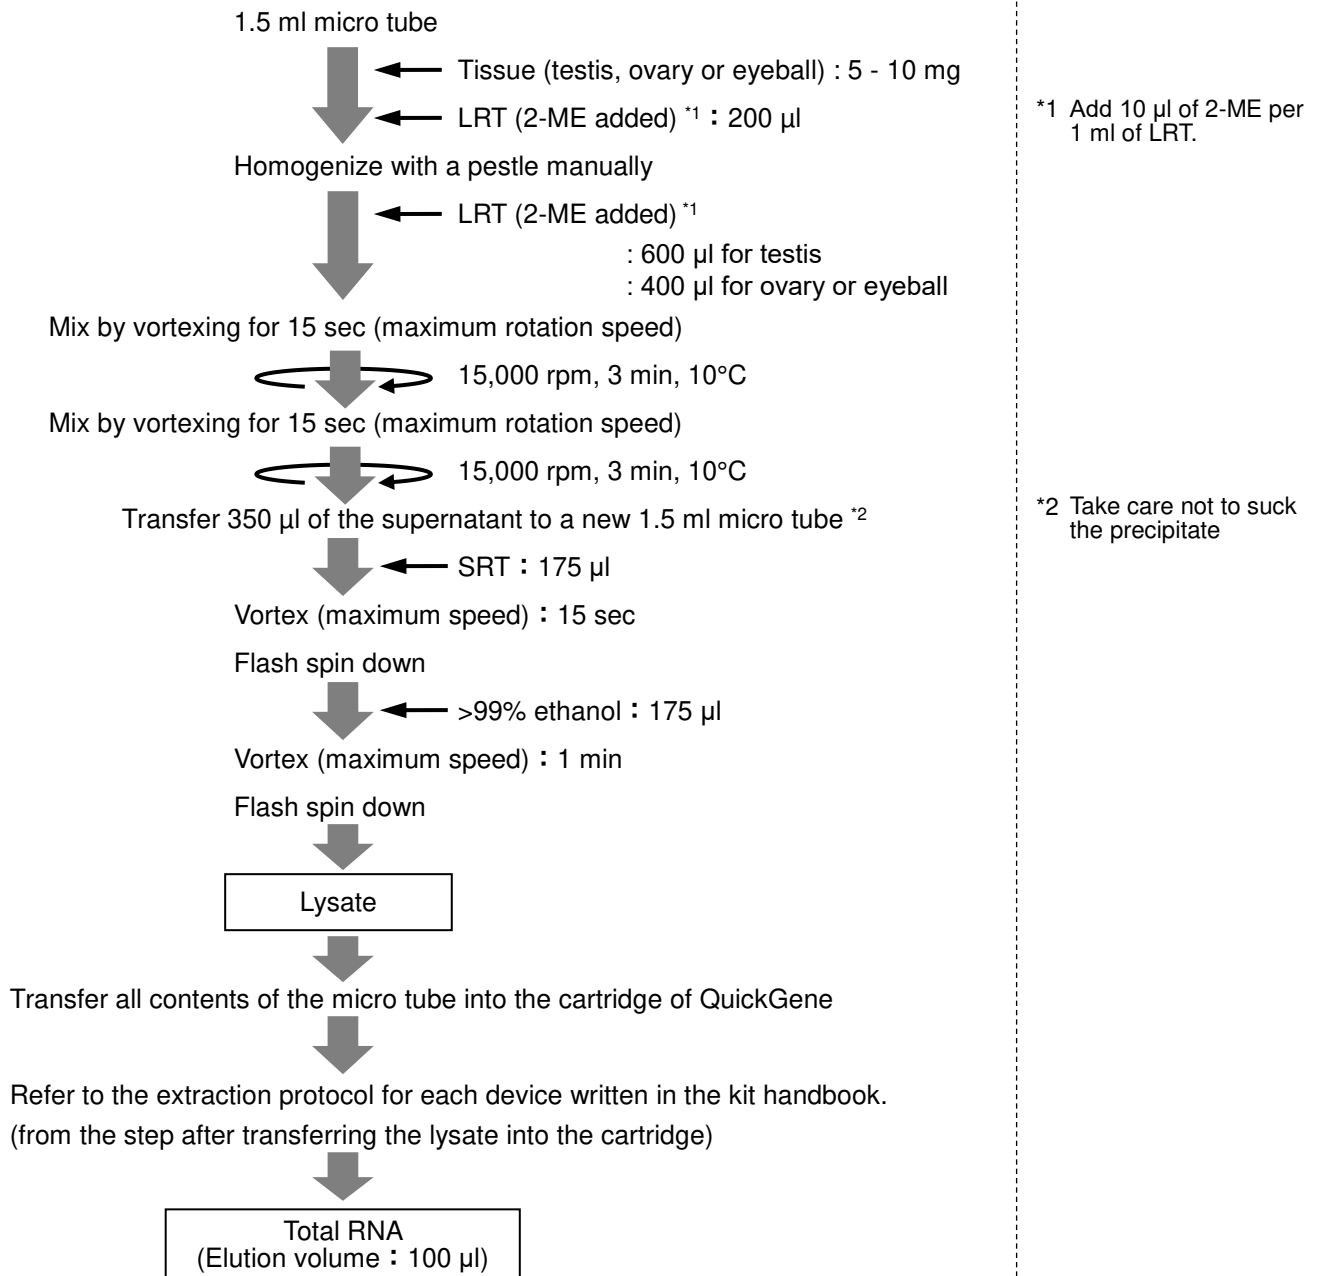 1.5 ml micro tube
Tissue (testis, ovary or eyeball) : 5 - 10 mg
LRT (2-ME added) *1 : 200 µl
*1 Add 10 µl of 2-ME per
1 ml of LRT.
Homogenize with a pestle manually
LRT (2-ME added) *1
: 600 µl for testis
: 400 µl for ovary or eyeball
Mix by vortexing for 15 sec (maximum rotation speed)
15,000 rpm, 3 min, 10°C
Mix by vortexing for 15 sec (maximum rotation speed)
15,000 rpm, 3 min, 10°C
Transfer 350 µl of the supernatant to a new 1.5 ml micro tube *2
*2 Take care not to suck
the precipitate
SRT : 175 µl
Vortex (maximum speed) : 15 sec
Flash spin down
>99% ethanol : 175 µl
Vortex (maximum speed) : 1 min
Flash spin down
Lysate
Transfer all contents of the micro tube into the cartridge of QuickGene
Refer to the extraction protocol for each device written in the kit handbook.
(from the step after transferring the lysate into the cartridge)
Total RNA
(Elution volume : 100 µl)